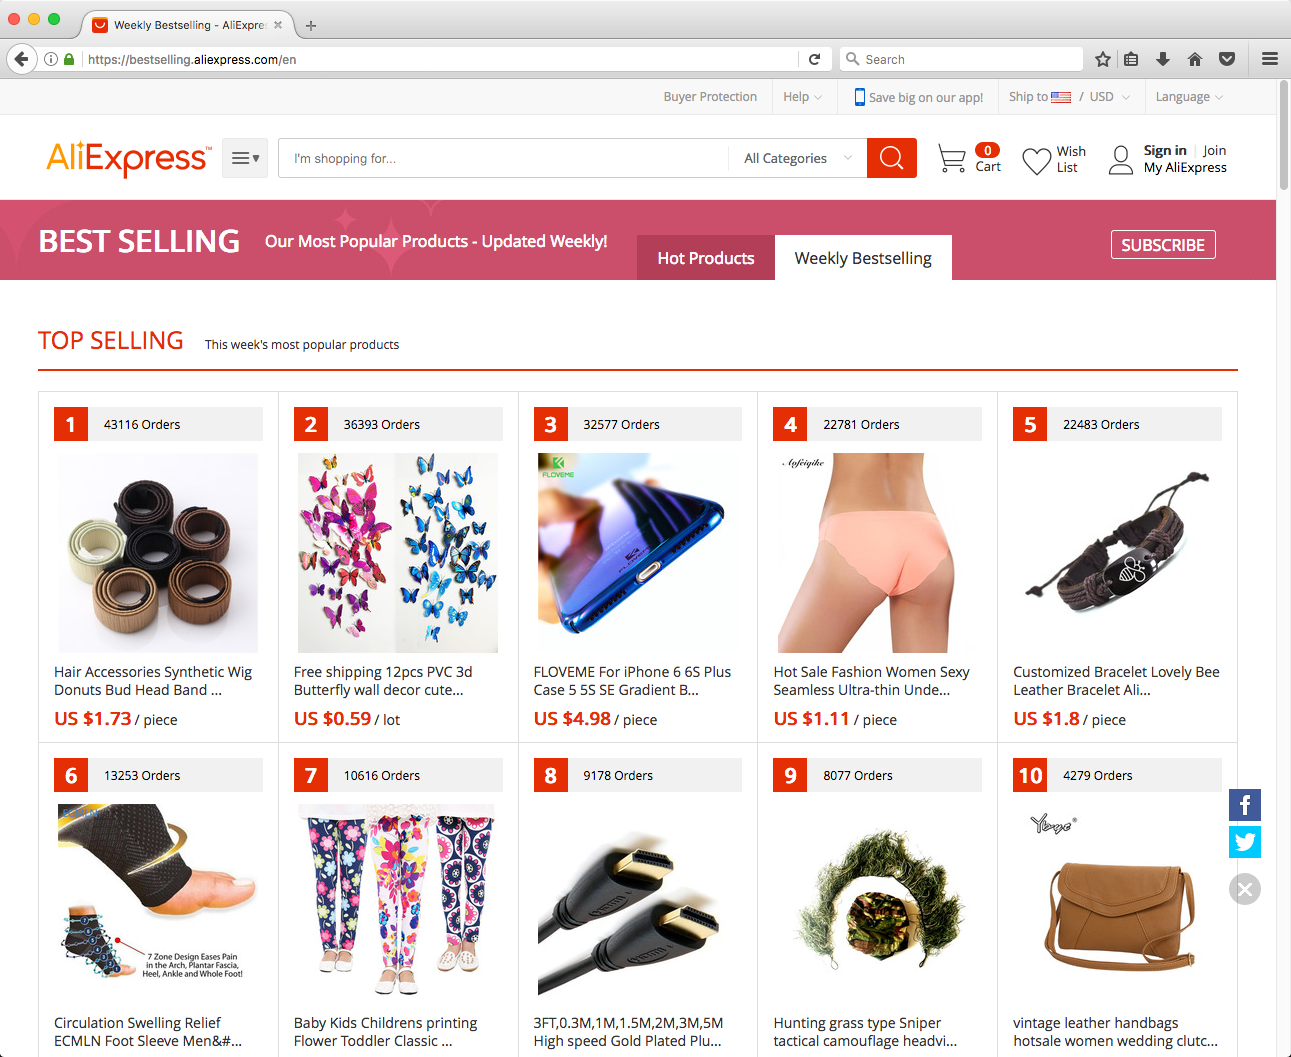 Weekly Bestselling - AliExpre
https://bestselling.aliexpress.com/en
Search
Buyer Protection
Help
Save big on our app!
Ship to / USD
Language
AliExpress™
I'm shopping for...
All Categories
0
Cart
Wish
List
Sign in
Join
My AliExpress
BEST SELLING
Our Most Popular Products - Updated Weekly!
Hot Products
Weekly Bestselling
SUBSCRIBE
TOP SELLING
This week's most popular products
1
43116 Orders
Hair Accessories Synthetic Wig
Donuts Bud Head Band ...
US $1.73 / piece
2
36393 Orders
Free shipping 12pcs PVC 3d
Butterfly wall decor cute...
US $0.59 / lot
3
32577 Orders
FLOVEME
FLOVEME
FLOVEME For iPhone 6 6S Plus
Case 5 5S SE Gradient B...
US $4.98 / piece
4
22781 Orders
Hot Sale Fashion Women Sexy
Seamless Ultra-thin Unde...
US $1.11 / piece
5
22483 Orders
Customized Bracelet Lovely Bee
Leather Bracelet Ali...
US $1.8 / piece
6
13253 Orders
ECMLN
7 Zone Design Eases Pain
in the Arch, Plantar Fascia,
Heel, Ankle and Whole Foot!
Circulation Swelling Relief
ECMLN Foot Sleeve Men&#...
7
10616 Orders
Baby Kids Childrens printing
Flower Toddler Classic ...
8
9178 Orders
3FT,0.3M,1M,1.5M,2M,3M,5M
High speed Gold Plated Plu...
9
8077 Orders
Hunting grass type Sniper
tactical camouflage headvi...
10
4279 Orders
vintage leather handbags
hotsale women wedding clutc...